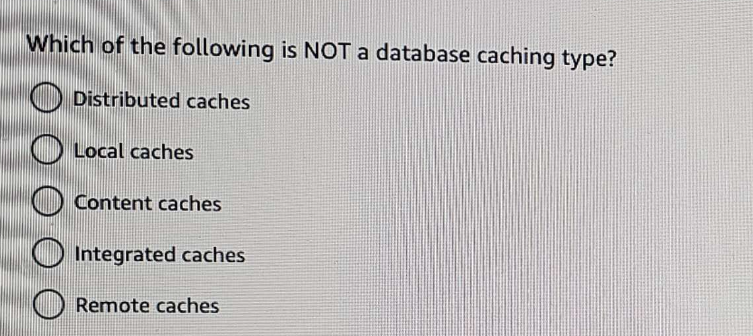 Which of the following is NOT a database caching type?
Distributed caches
Local caches
Content caches
Integrated caches
Remote caches